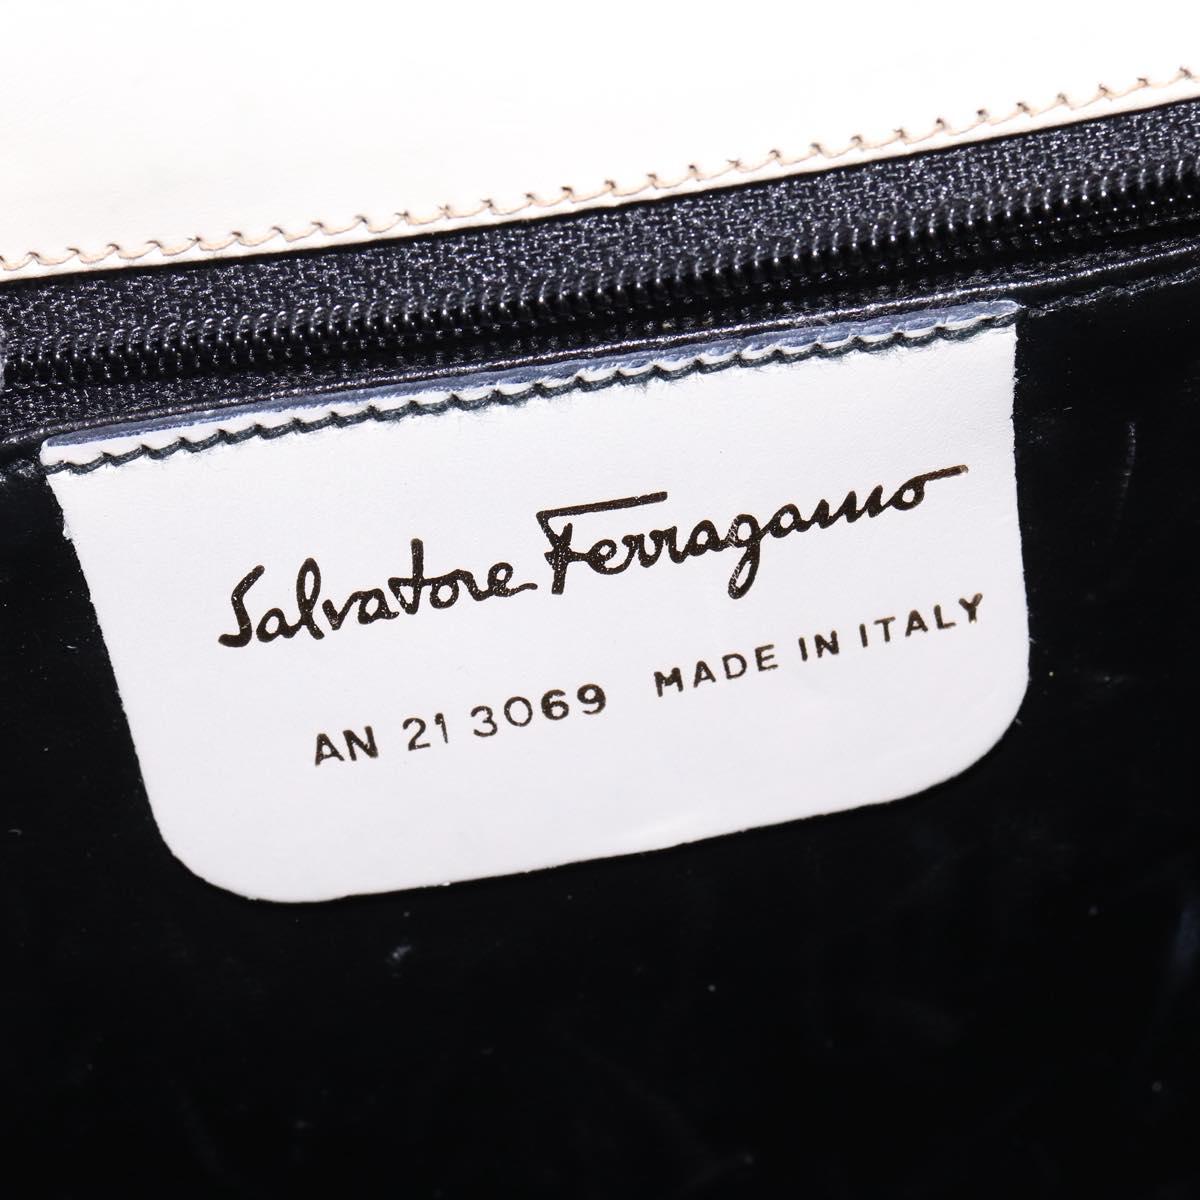 Salvatore Ferragamo
AN 21 3069 MADE IN ITALY